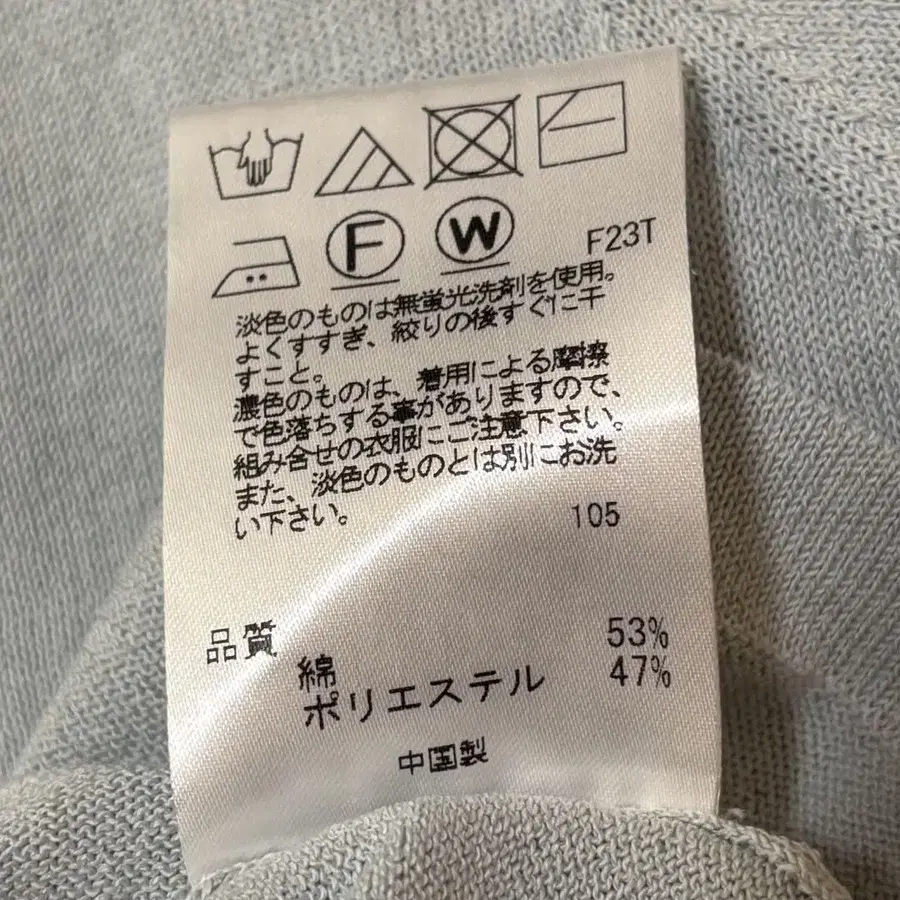 F W F23T
淡色のものは無蛍光洗剤を使用。
よくすすぎ、絞りの後すぐに干
すこと。
濃色のものは、着用による摩擦
で色落ちする事がありますので
組み合せの衣服にご注意下さい。
また、淡色のものとは別にお洗
い下さい。 105
品質
綿 53%
ポリエステル 47%
中国製